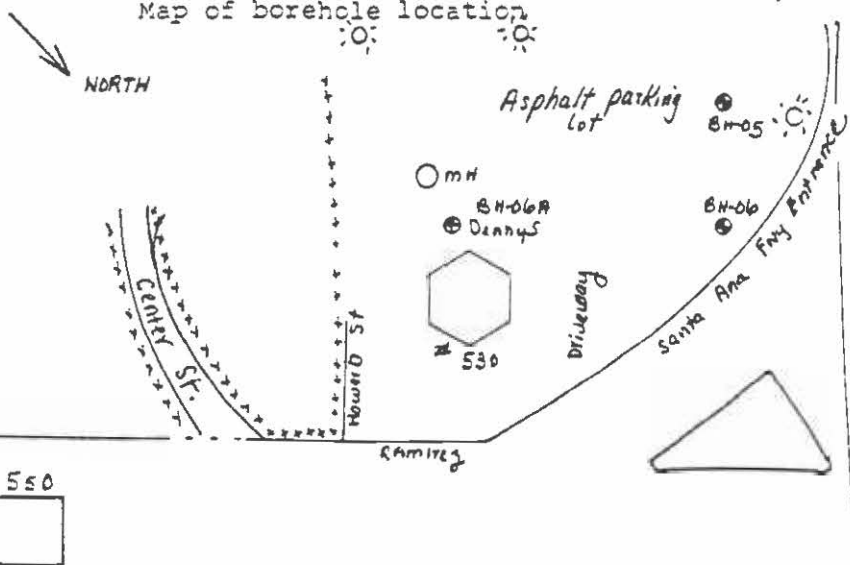 Map of borehole location
NORTH
Asphalt parking
lot
BH-05
MH
BH-06A
Dennys
BH-06
Santa Ana Fwy Entrance
Driveway
530
Center St.
Howard St
Ramirez
550